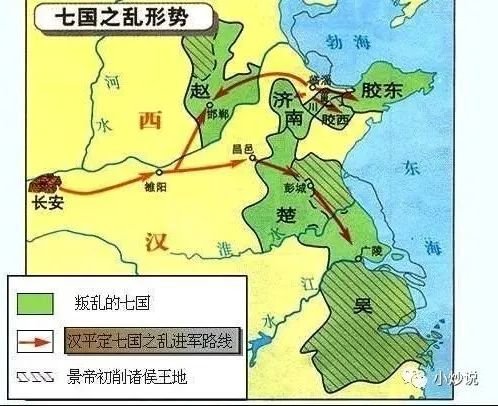 七国之乱形势
渤海
河水
赵
邯郸
临淄
胶东
济南
川
胶西
西汉
昌邑
雒阳
长安
彭城
楚
东海
淮水
广陵
江水
吴
叛乱的七国
汉平定七国之乱进军路线
景帝初削诸侯王地
小炒说